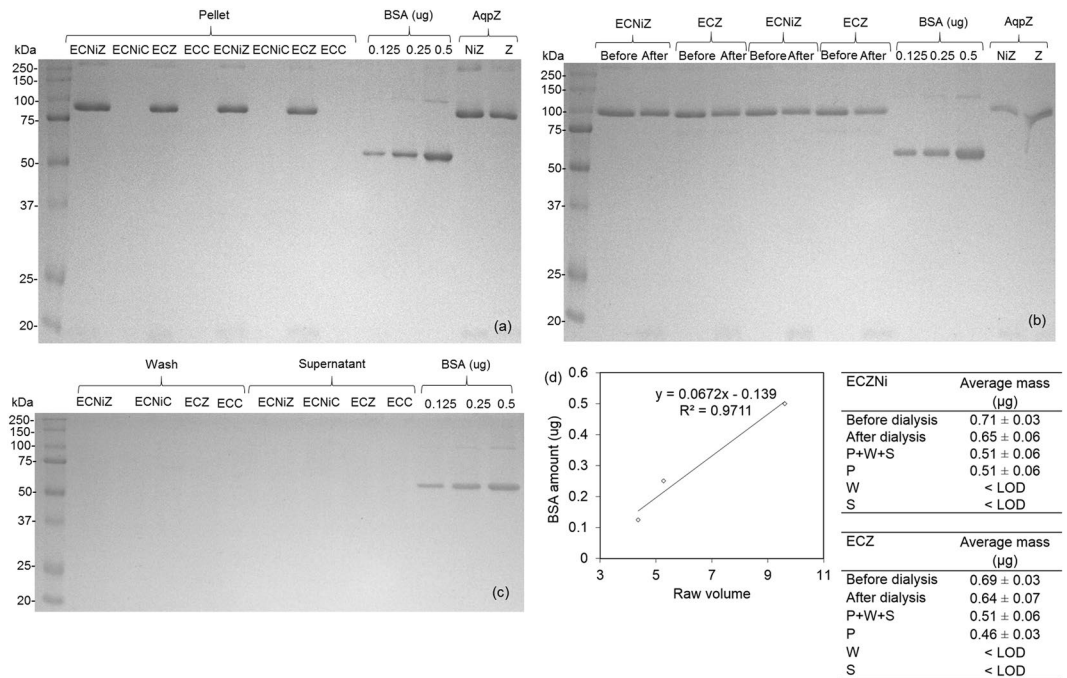 Pellet BSA (ug) AqpZ
kDa ECNiZ ECNiC ECZ ECC ECNiZ ECNiC ECZ ECC 0.125 0.25 0.5 NiZ Z
250-
150-
100-
75-
50-
37-
25-
20-
(a)
ECNiZ ECZ ECNiZ ECZ BSA (ug) AqpZ
kDa Before After Before After Before After Before After 0.125 0.25 0.5 NiZ Z
250-
150-
100-
75-
50-
37-
25-
20-
(b)
Wash Supernatant BSA (ug)
kDa ECNiZ ECNiC ECZ ECC ECNiZ ECNiC ECZ ECC 0.125 0.25 0.5
250-
150-
100-
75-
50-
37-
25-
20-
(c)
(d)
y = 0.0672x - 0.139
R² = 0.9711
BSA amount (ug)
0.6
0.5
0.4
0.3
0.2
0.1
0
3 5 7 9 11
Raw volume
ECZNi Average mass
(µg)
Before dialysis 0.71 ± 0.03
After dialysis 0.65 ± 0.06
P+W+S 0.51 ± 0.06
P 0.51 ± 0.06
W < LOD
S < LOD
ECZ Average mass
(µg)
Before dialysis 0.69 ± 0.03
After dialysis 0.64 ± 0.07
P+W+S 0.51 ± 0.06
P 0.46 ± 0.03
W < LOD
S < LOD